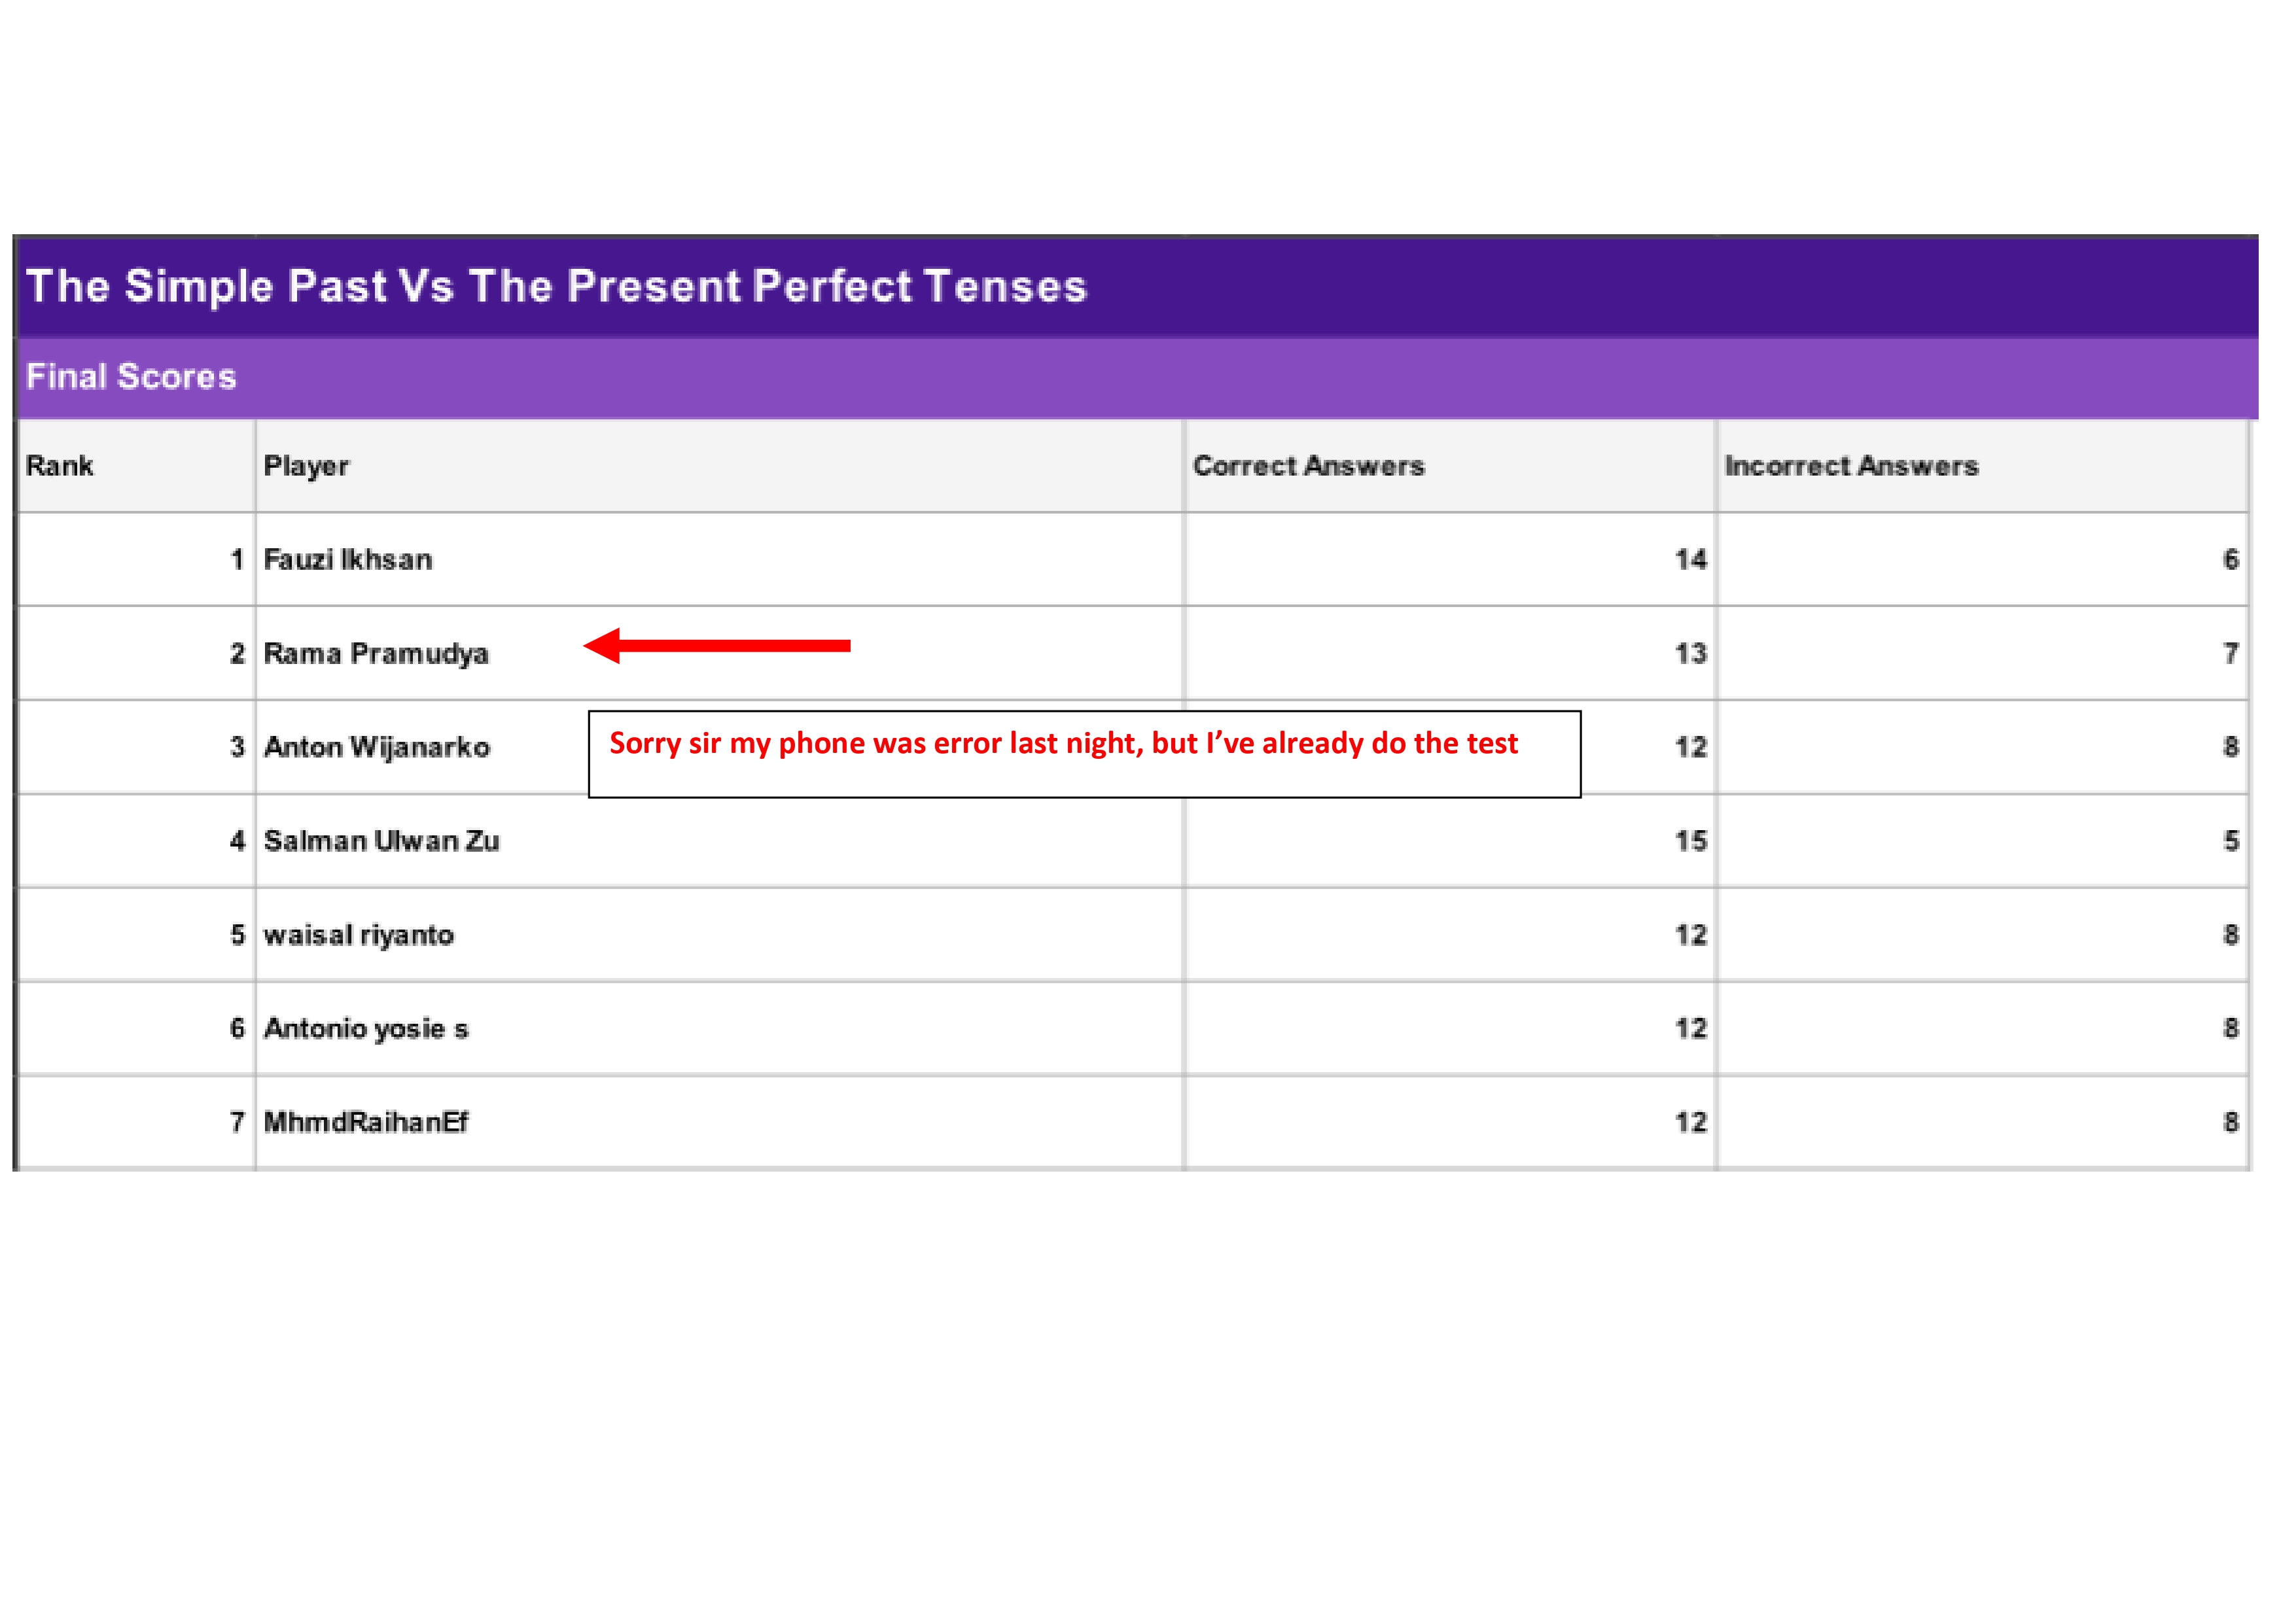 The Simple Past Vs The Present Perfect Tenses
Final Scores
Rank Player Correct Answers Incorrect Answers
1 Fauzi Ikhsan 14 6
2 Rama Pramudya 13 7
3 Anton Wijanarko 12 8
Sorry sir my phone was error last night, but I’ve already do the test
4 Salman Ulwan Zu 15 5
5 waisal riyanto 12 8
6 Antonio yosie s 12 8
7 MhmdRaihanEf 12 8